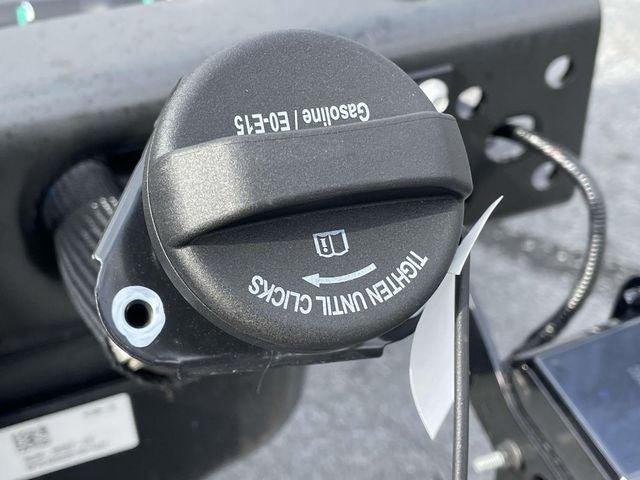 Gasoline / E0-E15
TIGHTEN UNTIL CLICKS